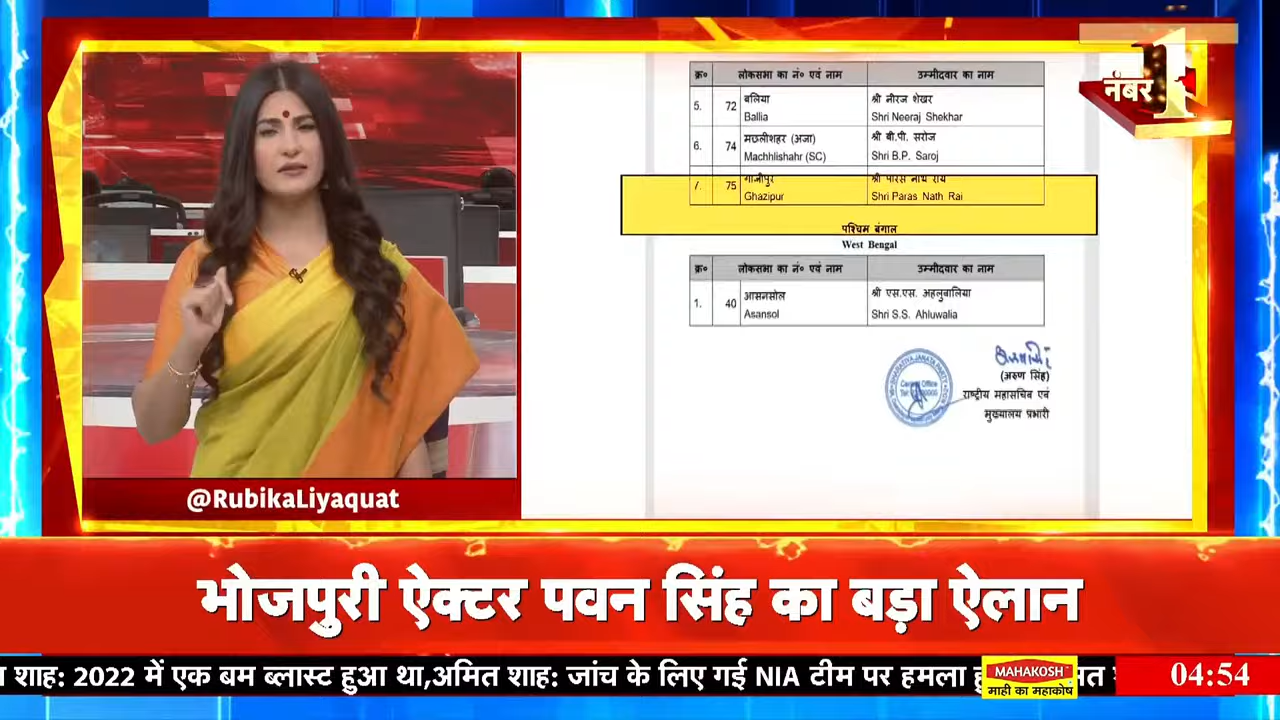 नंबर 1
क्र० लोकसभा का नं० एवं नाम उम्मीदवार का नाम
5. 72 बलिया श्री नीरज शेखर
Ballia Shri Neeraj Shekhar
6. 74 मछलीशहर (अजा) श्री बी.पी. सरोज
Machhlishahr (SC) Shri B.P. Saroj
7. 75 गाजीपुर श्री पारस नाथ राय
Ghazipur Shri Paras Nath Rai
पश्चिम बंगाल
West Bengal
क्र० लोकसभा का नं० एवं नाम उम्मीदवार का नाम
1. 40 आसनसोल श्री एस.एस. अहलुवालिया
Asansol Shri S.S. Ahluwalia
(अरुण सिंह)
राष्ट्रीय महासचिव एवं
मुख्यालय प्रभारी
@RubikaLiyaquat
भोजपुरी ऐक्टर पवन सिंह का बड़ा ऐलान
शाह: 2022 में एक बम ब्लास्ट हुआ था,अमित शाह: जांच के लिए गई NIA टीम पर हमला
MAHAKOSH
माही का महाकोष
04:54